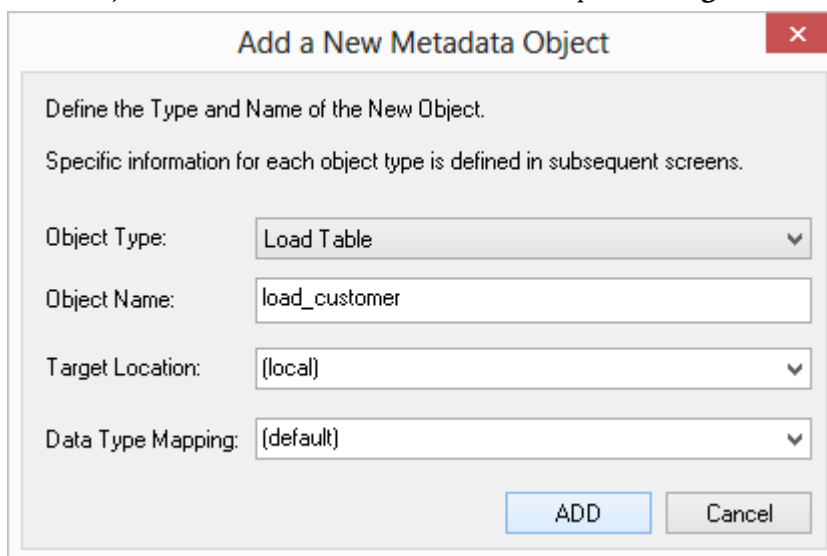 Add a New Metadata Object
Define the Type and Name of the New Object.
Specific information for each object type is defined in subsequent screens.
Object Type: Load Table
Object Name: load_customer
Target Location: (local)
Data Type Mapping: (default)
ADD Cancel